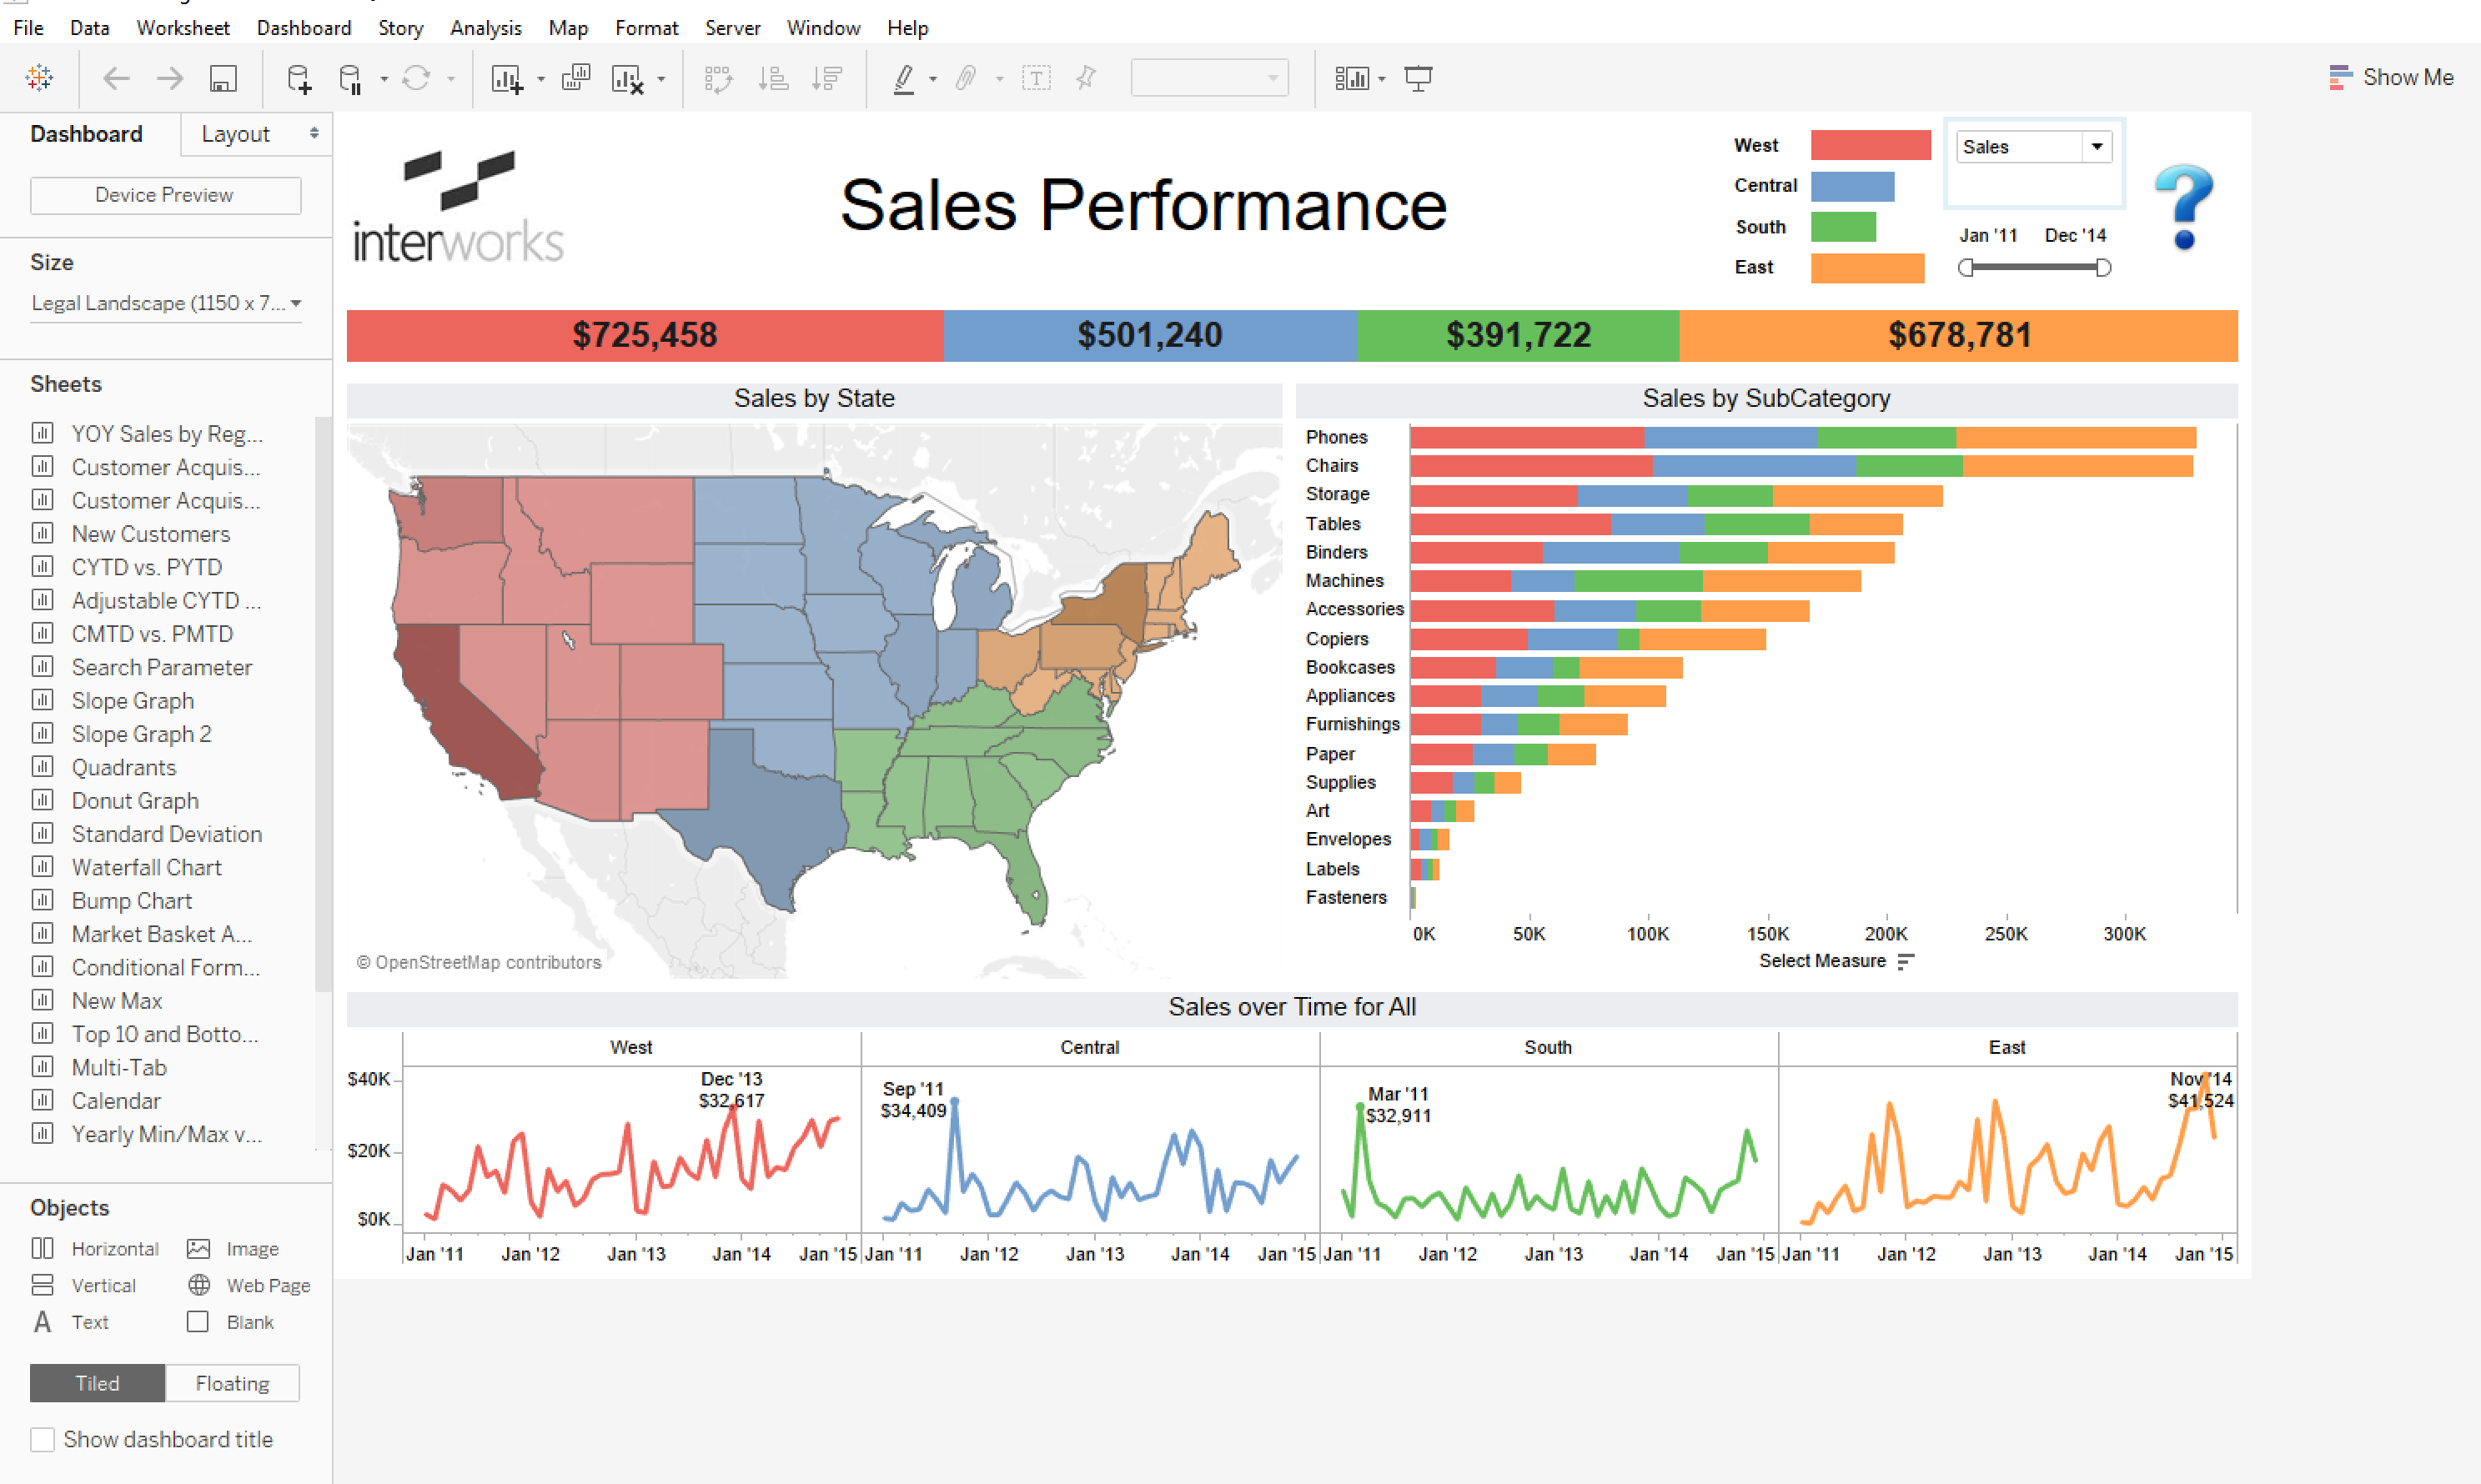 File Data Worksheet Dashboard Story Analysis Map Format Server Window Help
Show Me
Dashboard Layout
Device Preview
Size
Legal Landscape (1150 x 7...
Sheets
YOY Sales by Reg...
Customer Acquis...
Customer Acquis...
New Customers
CYTD vs. PYTD
Adjustable CYTD ...
CMTD vs. PMTD
Search Parameter
Slope Graph
Slope Graph 2
Quadrants
Donut Graph
Standard Deviation
Waterfall Chart
Bump Chart
Market Basket A...
Conditional Form...
New Max
Top 10 and Botto...
Multi-Tab
Calendar
Yearly Min/Max v...
Objects
Horizontal Image
Vertical Web Page
A Text Blank
Tiled Floating
Show dashboard title
interworks
Sales Performance
West
Central
South
East
Sales
Jan '11 Dec '14
?
$725,458 $501,240 $391,722 $678,781
Sales by State
© OpenStreetMap contributors
Sales by SubCategory
Phones
Chairs
Storage
Tables
Binders
Machines
Accessories
Copiers
Bookcases
Appliances
Furnishings
Paper
Supplies
Art
Envelopes
Labels
Fasteners
0K 50K 100K 150K 200K 250K 300K
Select Measure
Sales over Time for All
West Central South East
$40K
$20K
$0K
Dec '13
$32,617
Sep '11
$34,409
Mar '11
$32,911
Nov '14
$41,524
Jan '11 Jan '12 Jan '13 Jan '14 Jan '15 Jan '11 Jan '12 Jan '13 Jan '14 Jan '15 Jan '11 Jan '12 Jan '13 Jan '14 Jan '15 Jan '11 Jan '12 Jan '13 Jan '14 Jan '15